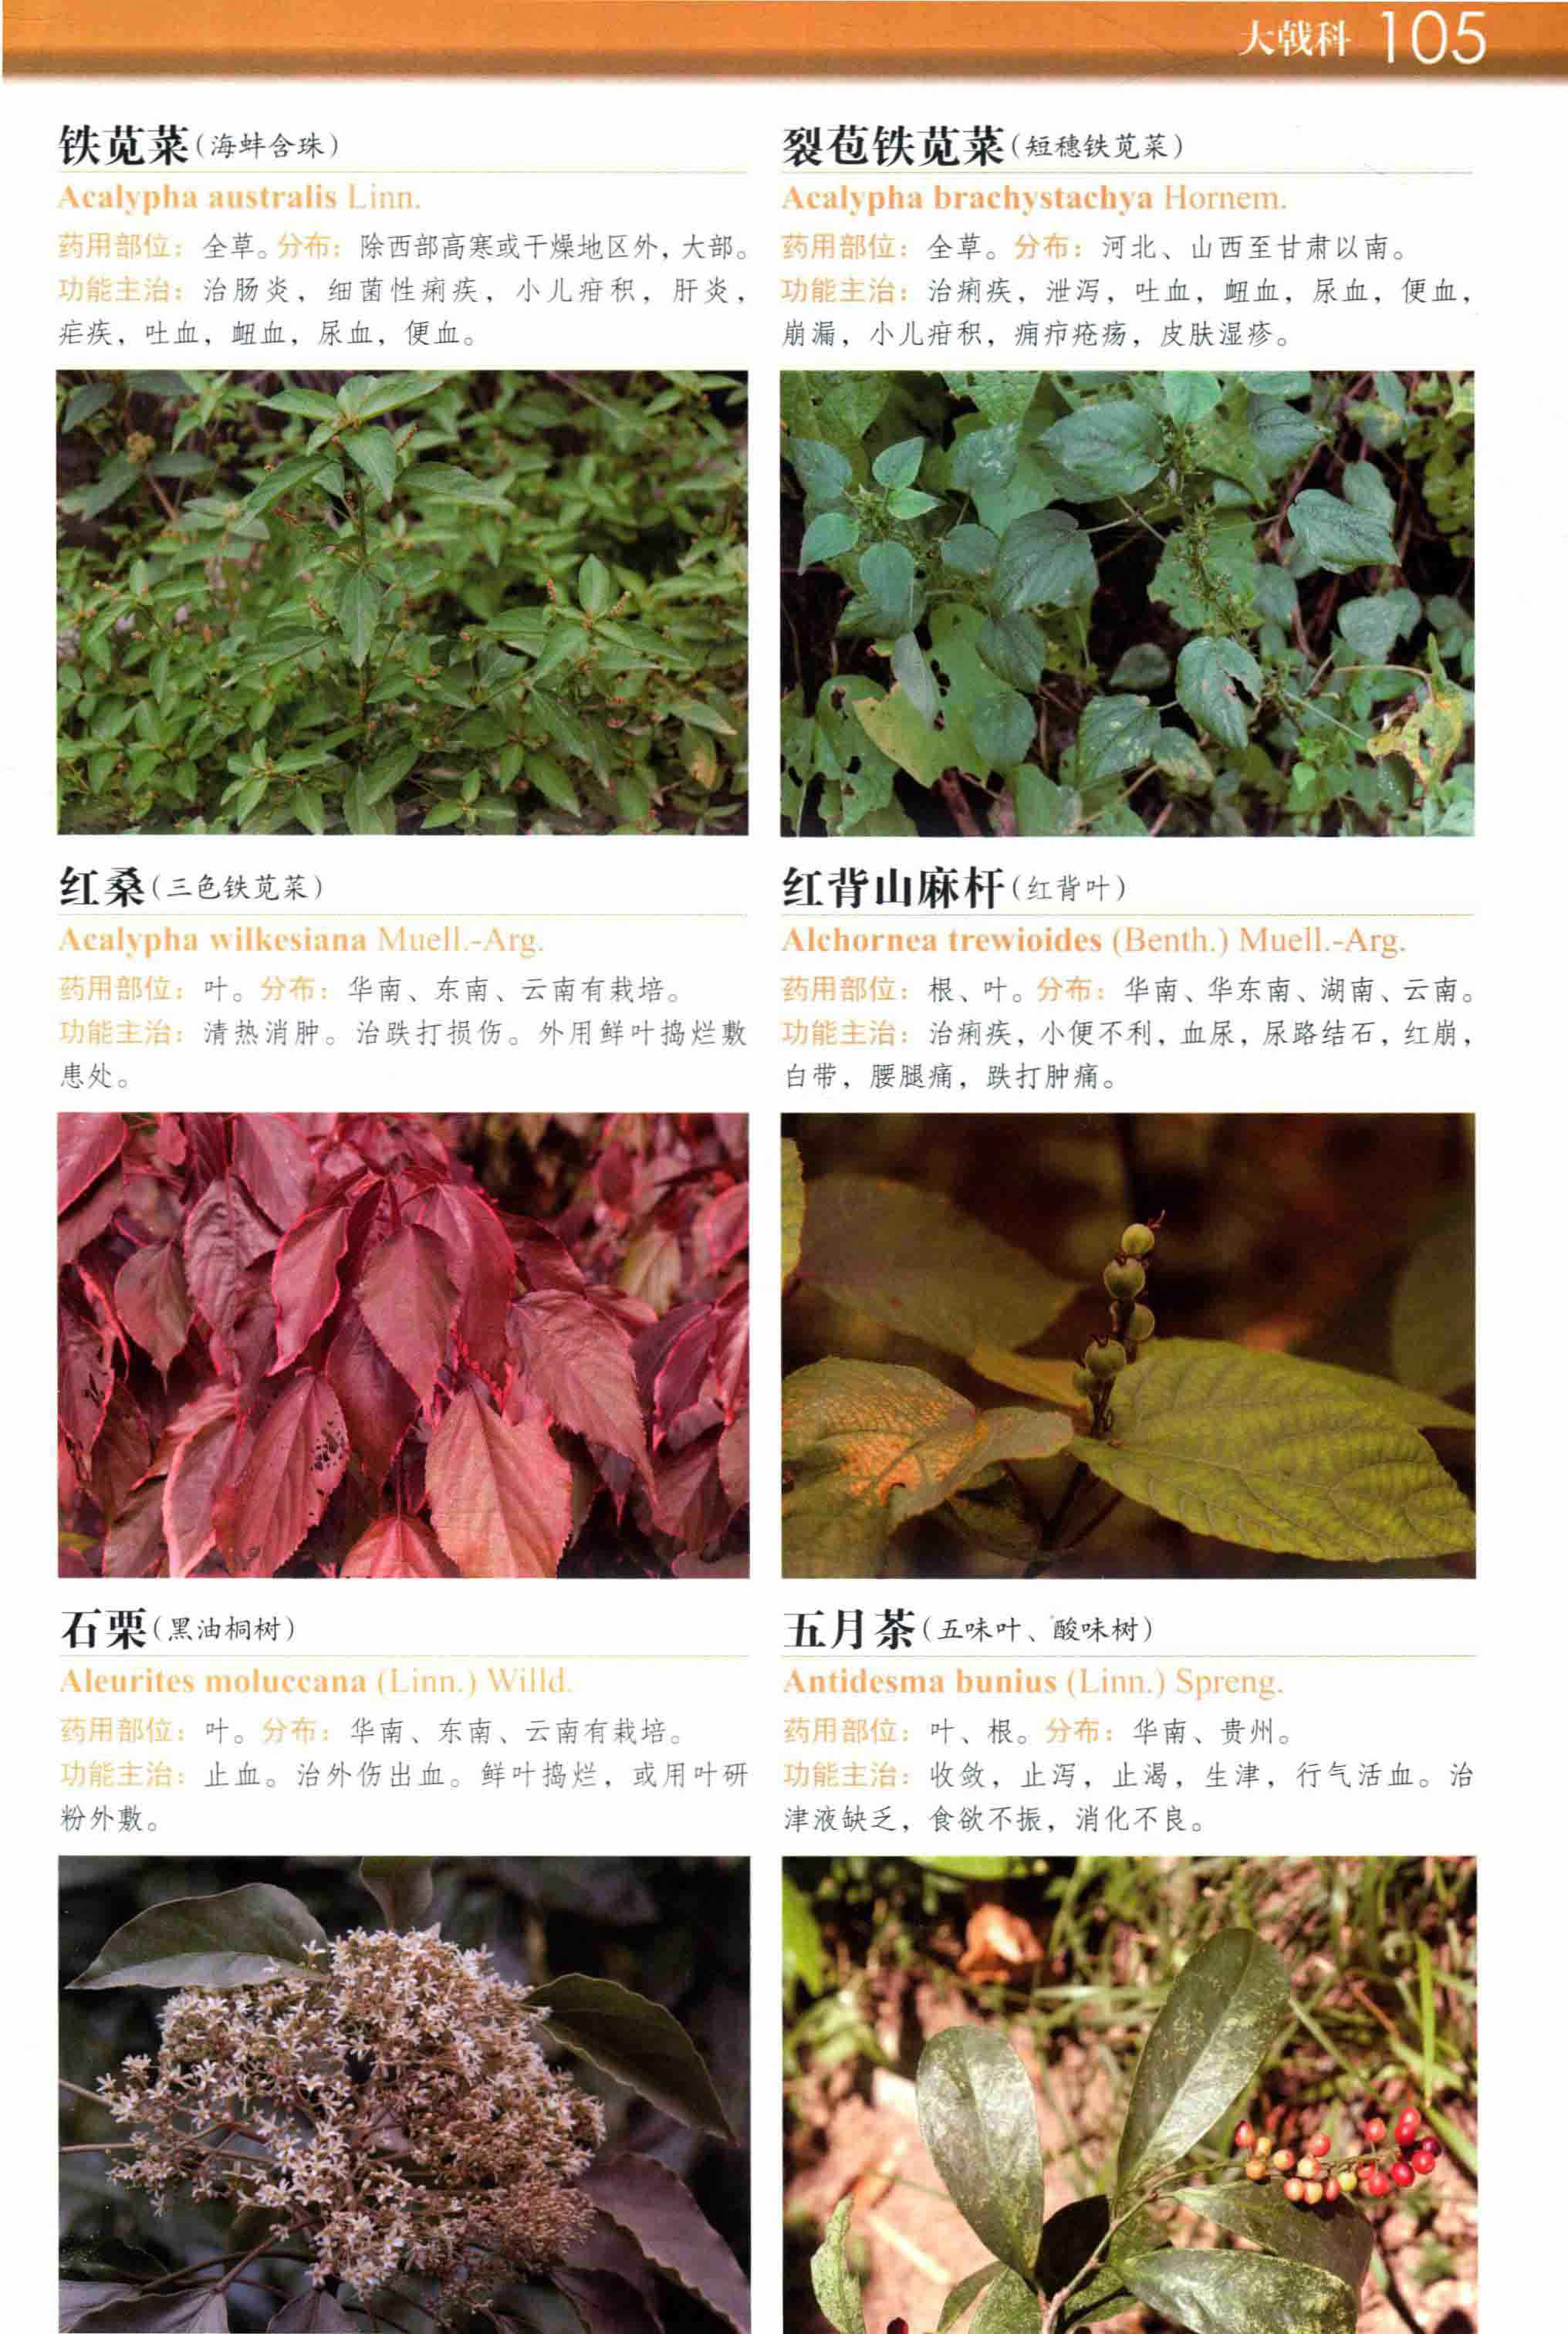 大戟科 105
铁苋菜(海蚌含珠)
Acalypha australis Linn.
药用部位：全草。分布：除西部高寒或干燥地区外，大部。
功能主治：治肠炎，细菌性痢疾，小儿疳积，肝炎，
疟疾，吐血，衄血，尿血，便血。
裂苞铁苋菜(短穗铁苋菜)
Acalypha brachystachya Hornem.
药用部位：全草。分布：河北、山西至甘肃以南。
功能主治：治痢疾，泄泻，吐血，衄血，尿血，便血，
崩漏，小儿疳积，痈疖疮疡，皮肤湿疹。
红桑(三色铁苋菜)
Acalypha wilkesiana Muell.-Arg.
药用部位：叶。分布：华南、东南、云南有栽培。
功能主治：清热消肿。治跌打损伤。外用鲜叶捣烂敷
患处。
红背山麻杆(红背叶)
Alchornea trewioides (Benth.) Muell.-Arg.
药用部位：根、叶。分布：华南、华东南、湖南、云南。
功能主治：治痢疾，小便不利，血尿，尿路结石，红崩，
白带，腰腿痛，跌打肿痛。
石栗(黑油桐树)
Aleurites moluccana (Linn.) Willd.
药用部位：叶。分布：华南、东南、云南有栽培。
功能主治：止血。治外伤出血。鲜叶捣烂，或用叶研
粉外敷。
五月茶(五味叶、酸味树)
Antidesma bunius (Linn.) Spreng.
药用部位：叶、根。分布：华南、贵州。
功能主治：收敛，止泻，止渴，生津，行气活血。治
津液缺乏，食欲不振，消化不良。